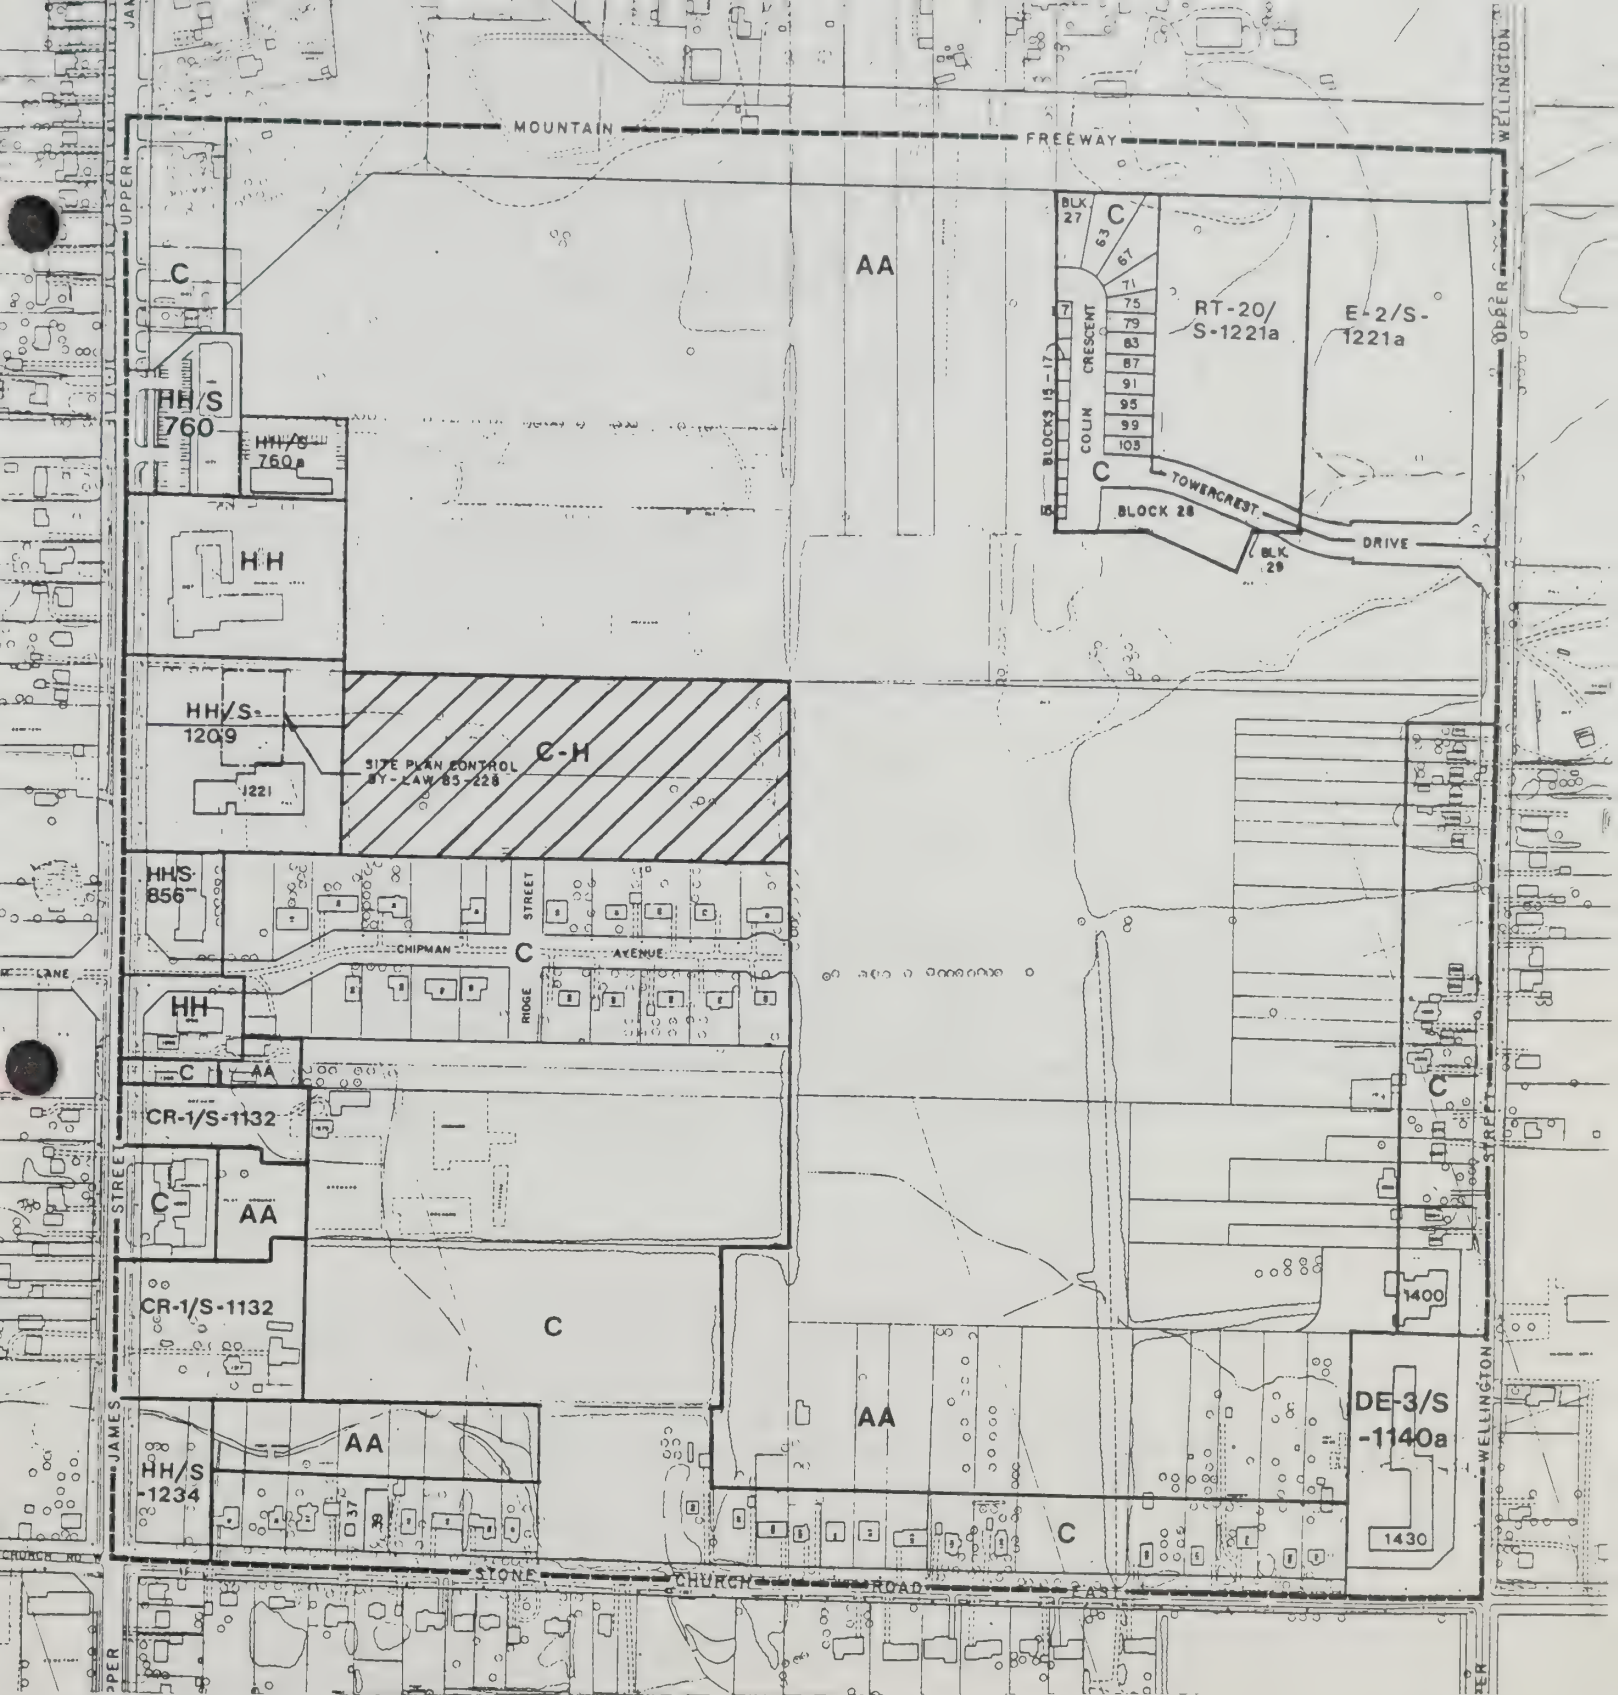 JAM
WELLINGTON
MOUNTAIN
FREEWAY
UPPER
BLK.
27
C
63
67
71
75
79
83
87
91
95
99
103
7
AA
RT-20/
S-1221a
E-2/S-
1221a
UPPER
C
HH/S
760
HH/S-
760a
COLIN CRESCENT
BLOCKS 15-17
C
TOWERCREST
DRIVE
BLOCK 28
BLK.
29
HH
HH/S-
1209
SITE PLAN CONTROL
BY-LAW 85-228
C-H
1221
HH/S-
856
STREET
CHIPMAN
C
AVENUE
RIDGE
LANE
HH
C
AA
CR-1/S-1132
C
STREET
STREET
C
AA
CR-1/S-1132
C
1400
WELLINGTON
JAMES
AA
AA
DE-3/S
-1140a
HH/S
-1234
37
39
C
1430
CHURCH RD W
STONE
CHURCH
ROAD
EAST
PPER
PER